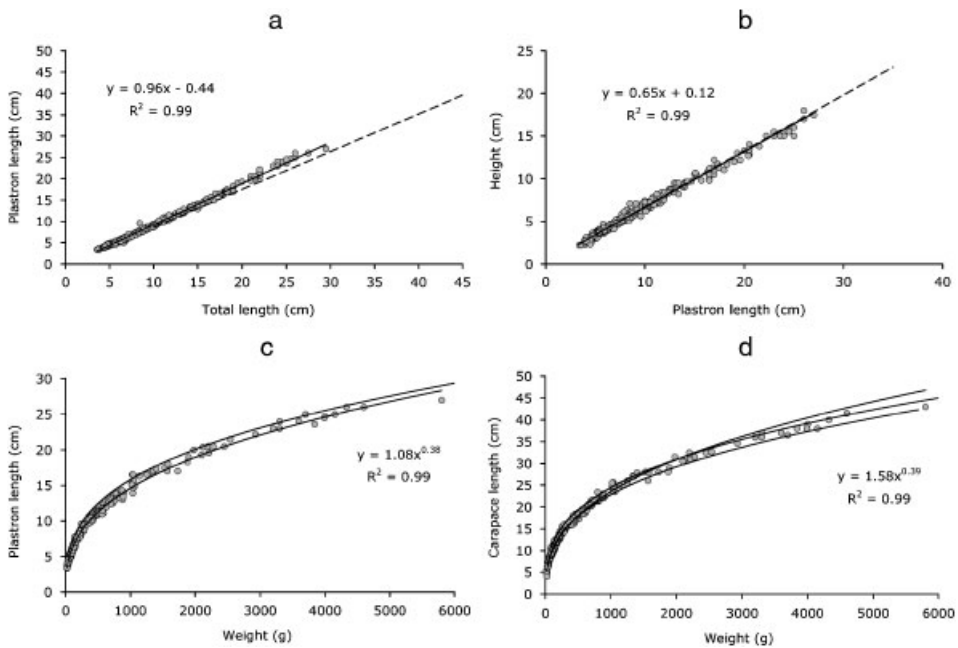 a
50
45
40
35
30
25
20
15
10
5
0
0 5 10 15 20 25 30 35 40 45
Plastron length (cm)
Total length (cm)
y = 0.96x - 0.44
R² = 0.99
b
25
20
15
10
5
0
0 10 20 30 40
Height (cm)
Plastron length (cm)
y = 0.65x + 0.12
R² = 0.99
c
30
25
20
15
10
5
0
0 1000 2000 3000 4000 5000 6000
Plastron length (cm)
Weight (g)
y = 1.08x^0.38
R² = 0.99
d
50
45
40
35
30
25
20
15
10
5
0
0 1000 2000 3000 4000 5000 6000
Carapace length (cm)
Weight (g)
y = 1.58x^0.39
R² = 0.99